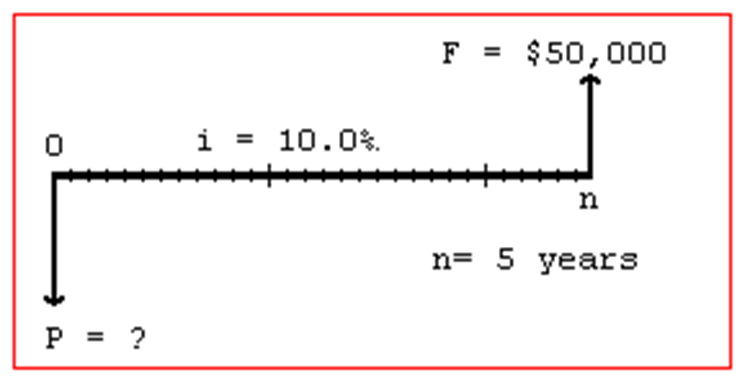 F = $50,000
0 i = 10.0%
n
n= 5 years
P = ?